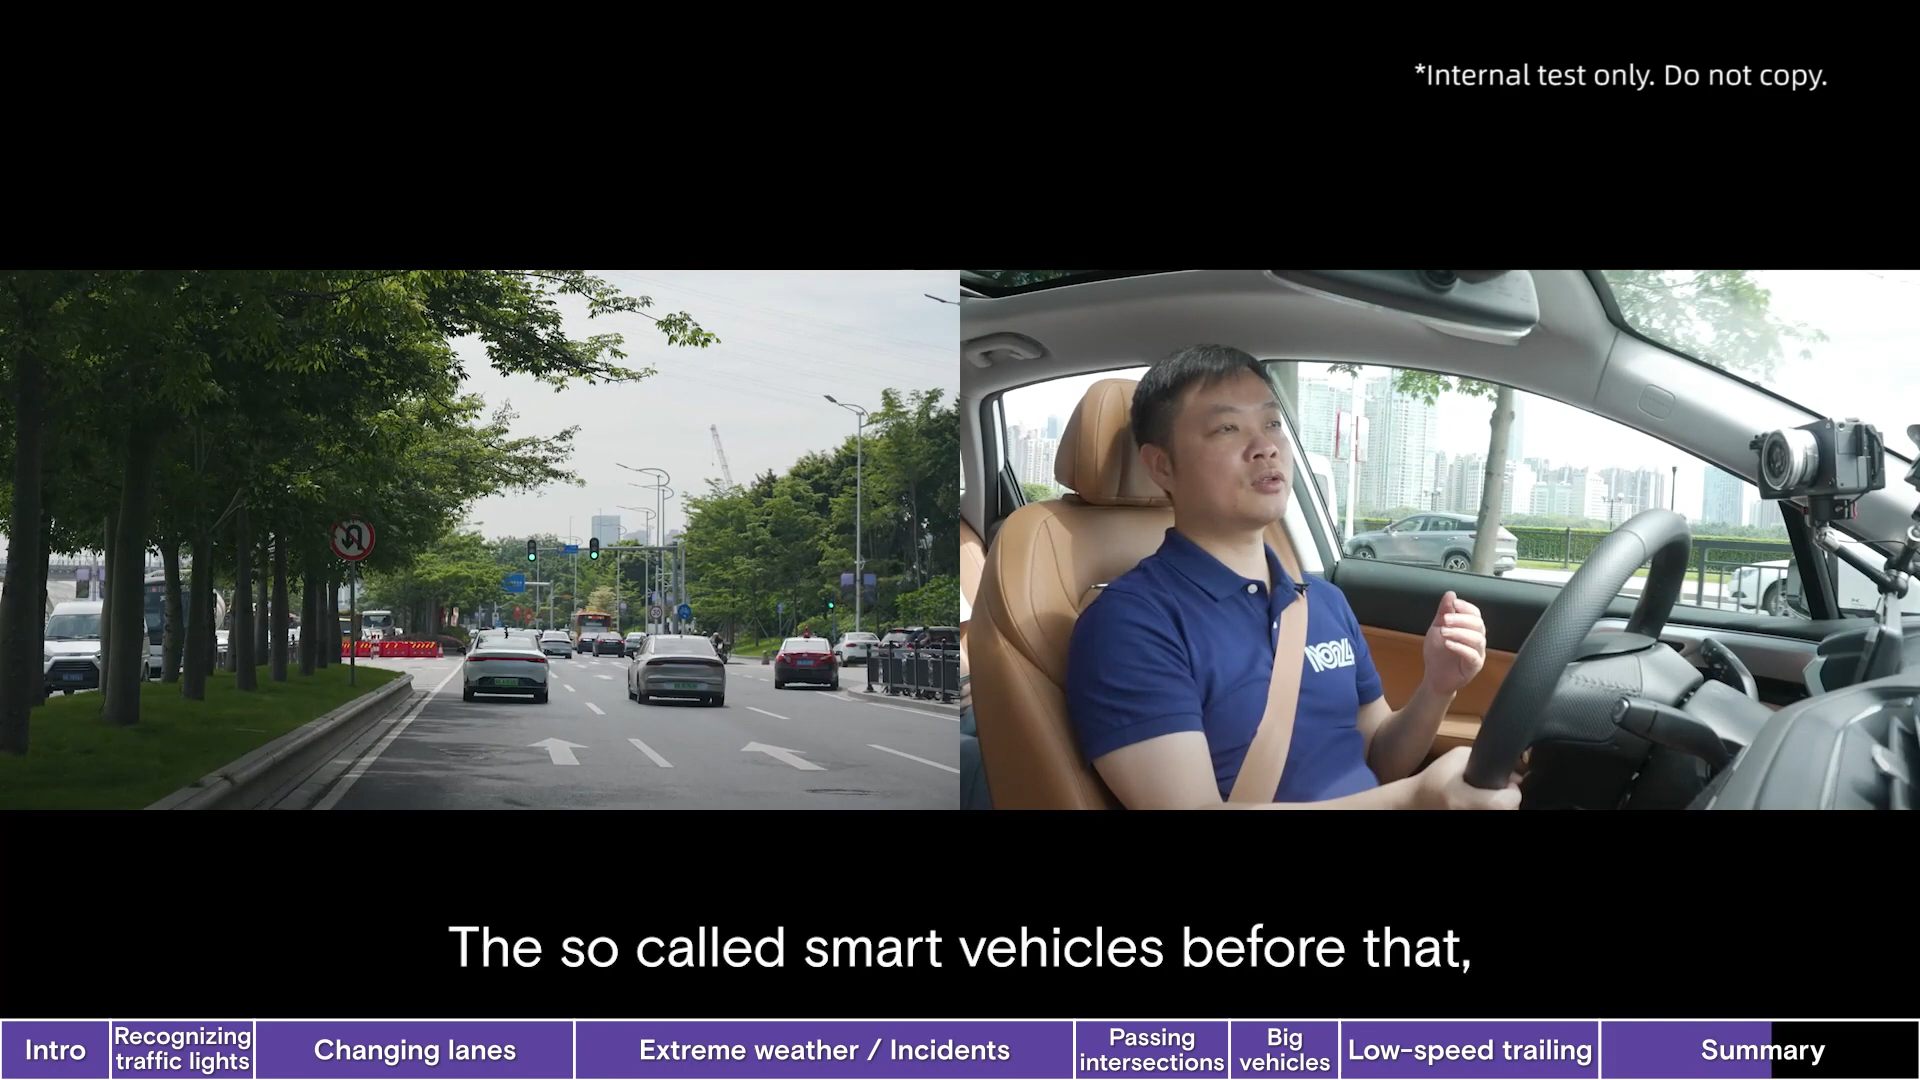 *Internal test only. Do not copy.
The so called smart vehicles before that,
Intro
Recognizing
traffic lights
Changing lanes
Extreme weather / Incidents
Passing
intersections
Big
vehicles
Low-speed trailing
Summary